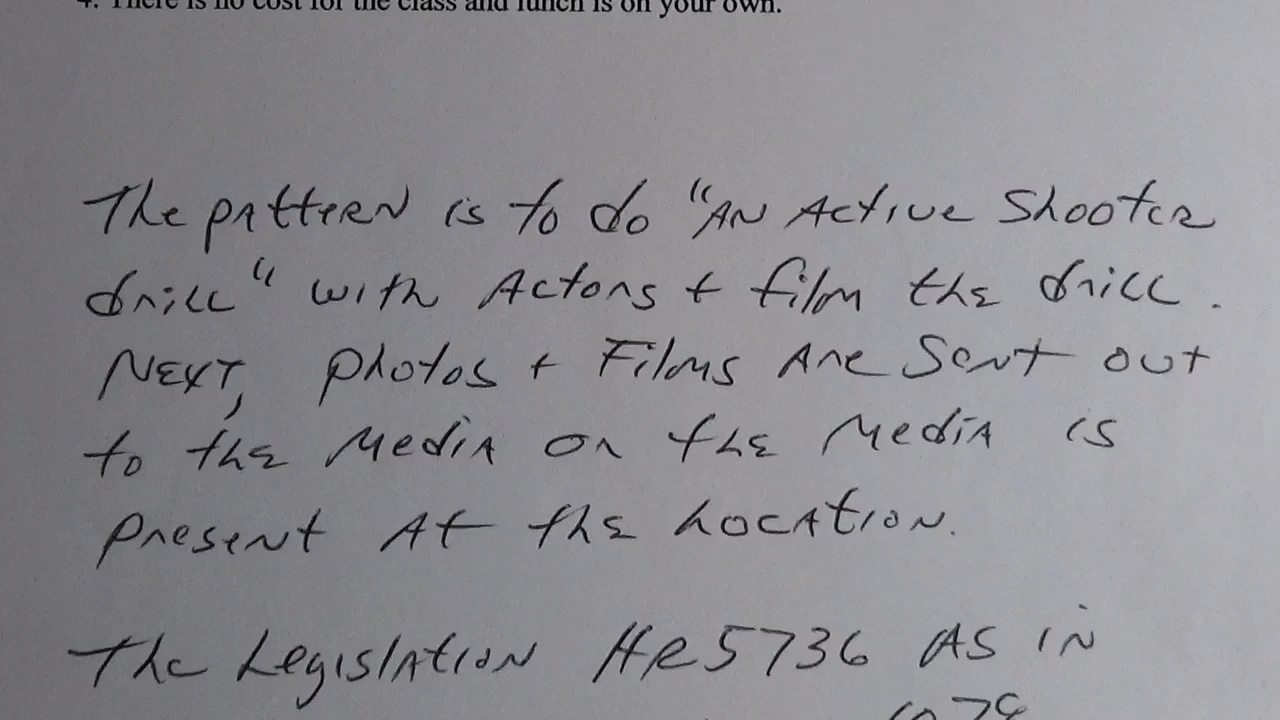 4. There is no cost for the class and lunch is on your own.
The pattern is to do "An Active Shooter
drill" with Actors + film the drill.
Next, photos + Films Are Sent out
to the Media or the Media is
present At the Location.
The Legislation HR5736 As in
1078